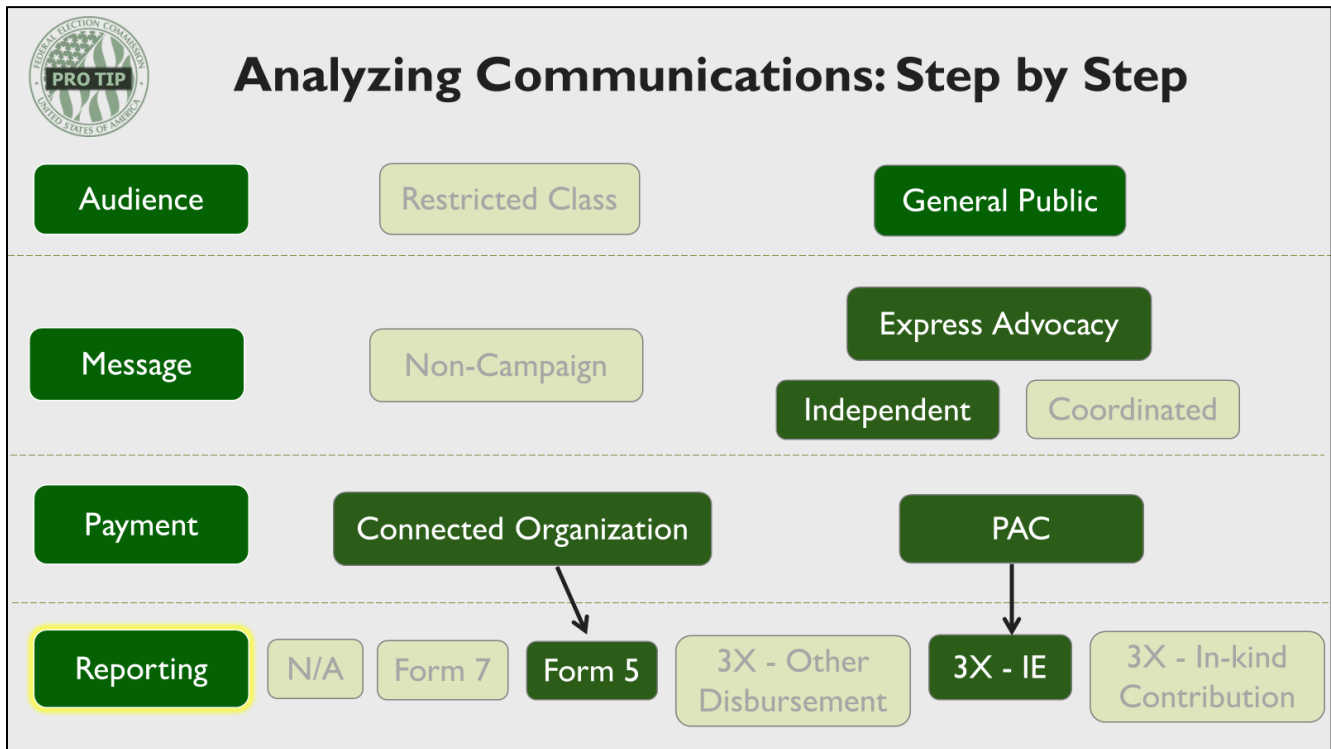 FEDERAL ELECTION COMMISSION
PRO TIP
UNITED STATES OF AMERICA
Analyzing Communications: Step by Step
Audience
Restricted Class
General Public
Message
Non-Campaign
Express Advocacy
Independent
Coordinated
Payment
Connected Organization
PAC
Reporting
N/A
Form 7
Form 5
3X - Other
Disbursement
3X - IE
3X - In-kind
Contribution